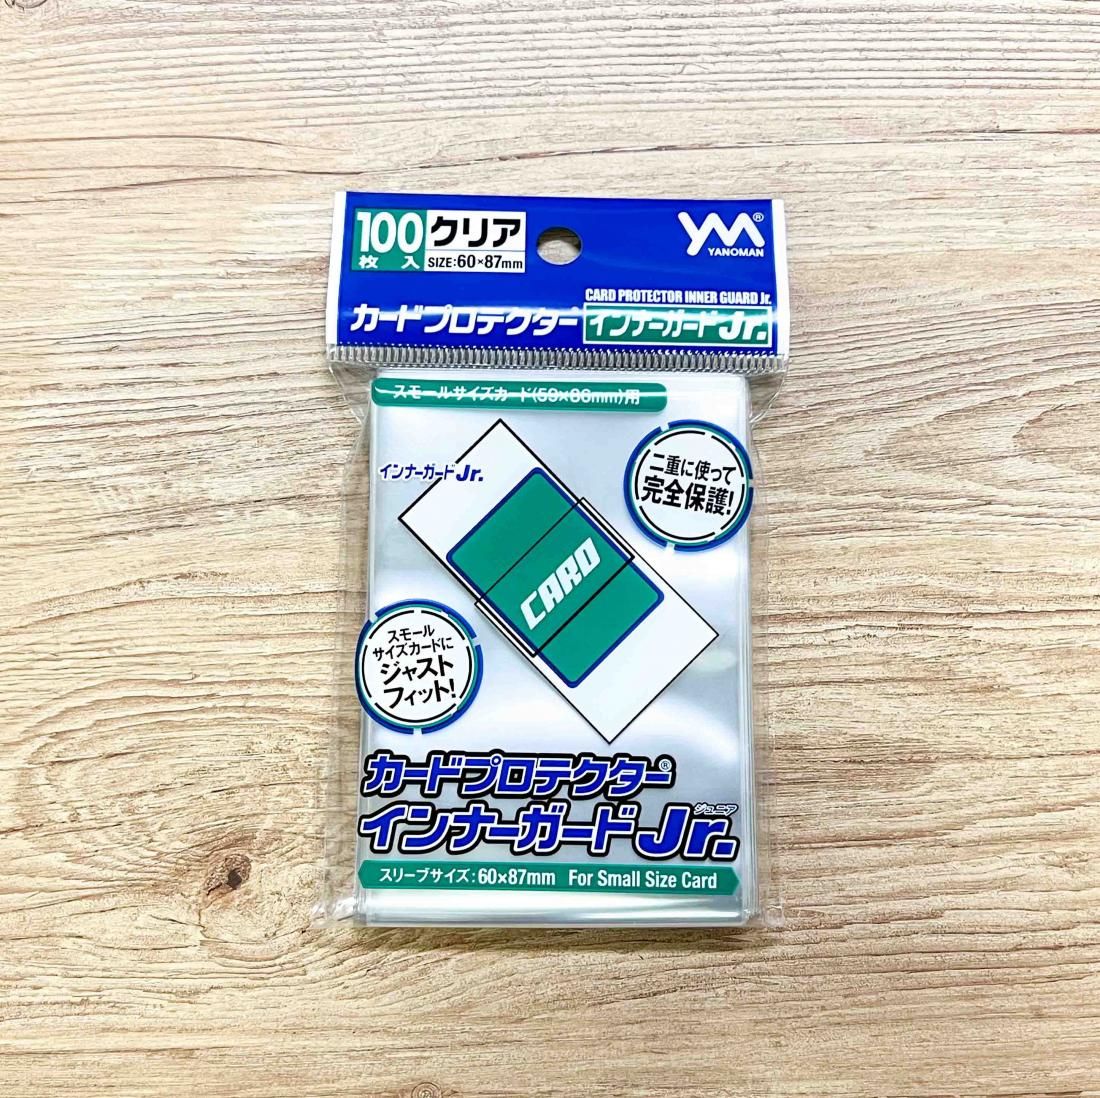 100
枚入
クリア
SIZE:60×87mm
YM®
YANOMAN
CARD PROTECTOR INNER GUARD Jr.
カードプロテクター インナーガードJr.
スモールサイズカード(59×86mm)用
インナーガードJr.
二重に使って
完全保護!
CARD
スモール
サイズカードに
ジャスト
フィット!
カードプロテクター®
ジュニア
インナーガードJr.
スリーブサイズ:60×87mm For Small Size Card